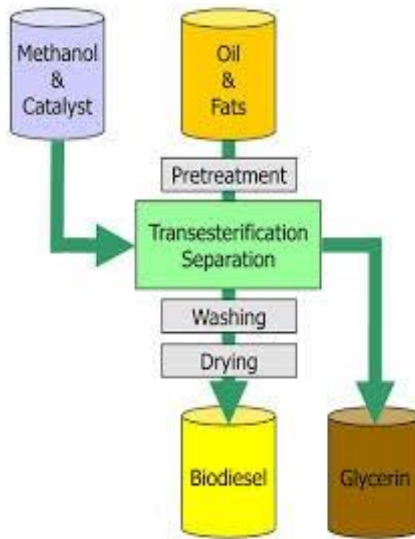 Methanol
&
Catalyst
Oil
&
Fats
Pretreatment
Transesterification
Separation
Washing
Drying
Biodiesel
Glycerin